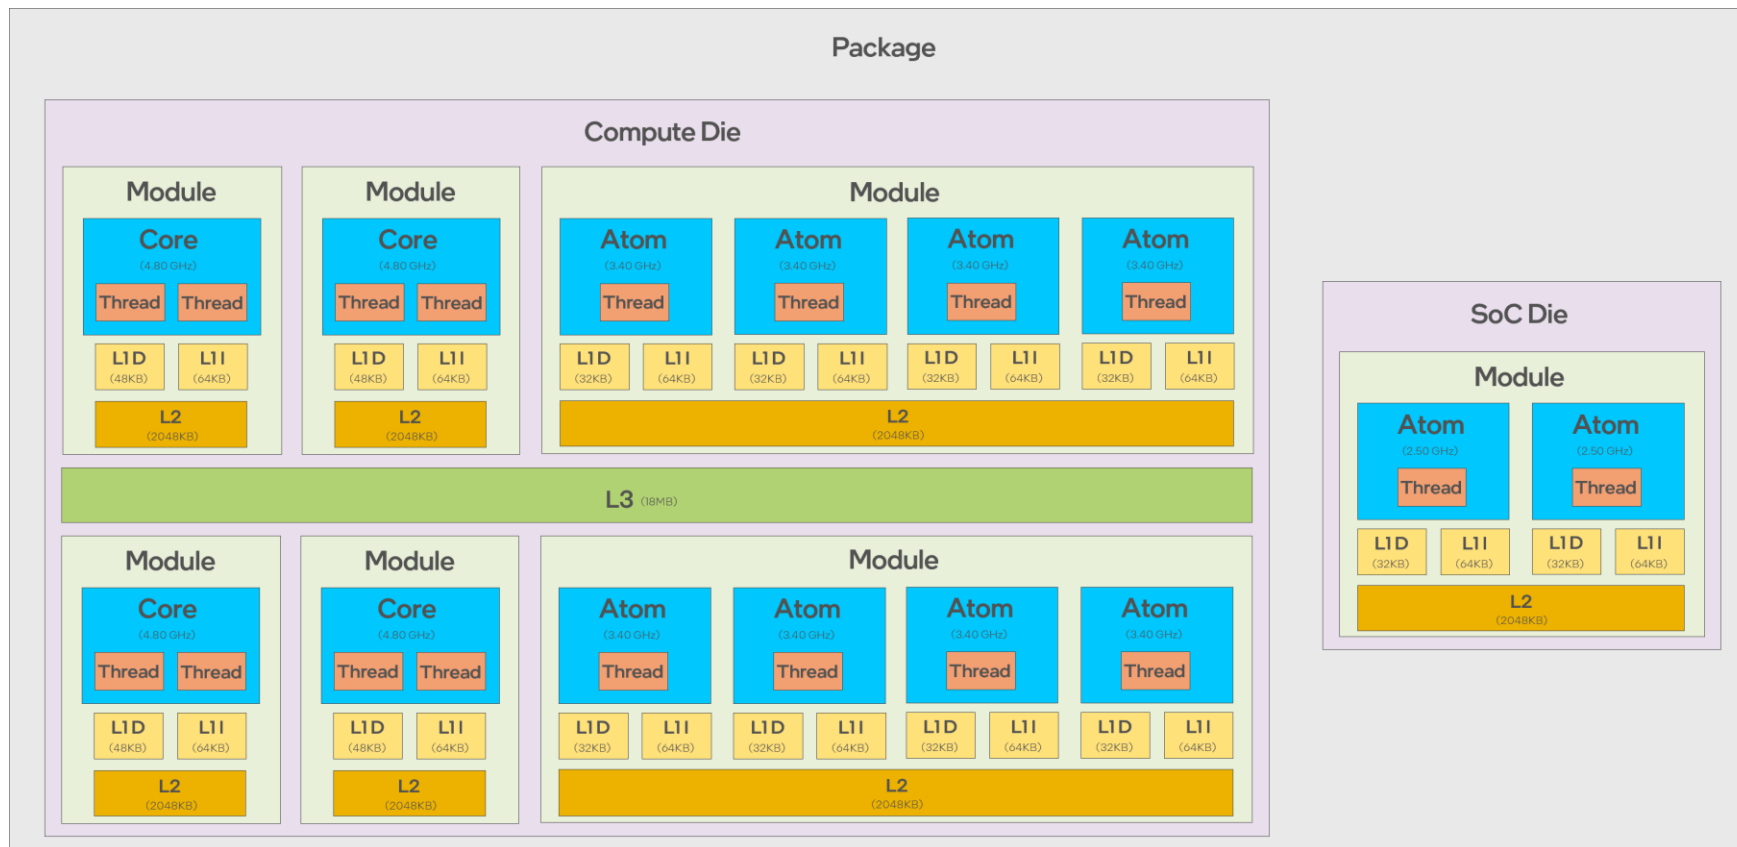 Package
Compute Die
Module Module Module
Core Core Atom Atom Atom Atom
(4.80 GHz) (4.80 GHz) (3.40 GHz) (3.40 GHz) (3.40 GHz) (3.40 GHz)
Thread Thread Thread Thread Thread Thread Thread Thread
L1D L1I L1D L1I L1D L1I L1D L1I L1D L1I L1D L1I
(48KB) (64KB) (48KB) (64KB) (32KB) (64KB) (32KB) (64KB) (32KB) (64KB) (32KB) (64KB)
L2 L2 L2
(2048KB) (2048KB) (2048KB)
L3 (18MB)
Module Module Module
Core Core Atom Atom Atom Atom
(4.80 GHz) (4.80 GHz) (3.40 GHz) (3.40 GHz) (3.40 GHz) (3.40 GHz)
Thread Thread Thread Thread Thread Thread Thread Thread
L1D L1I L1D L1I L1D L1I L1D L1I L1D L1I L1D L1I
(48KB) (64KB) (48KB) (64KB) (32KB) (64KB) (32KB) (64KB) (32KB) (64KB) (32KB) (64KB)
L2 L2 L2
(2048KB) (2048KB) (2048KB)
SoC Die
Module
Atom Atom
(2.50 GHz) (2.50 GHz)
Thread Thread
L1D L1I L1D L1I
(32KB) (64KB) (32KB) (64KB)
L2
(2048KB)